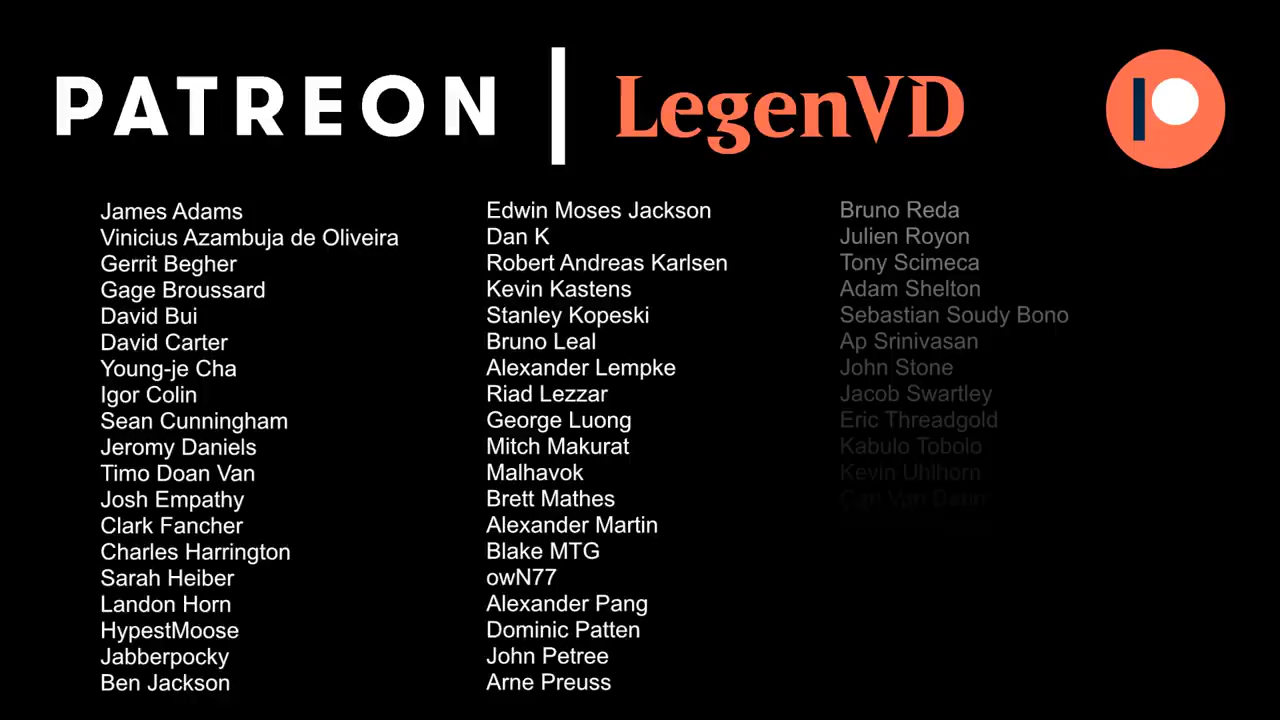 PATREON | LegenVD
James Adams
Vinicius Azambuja de Oliveira
Gerrit Begher
Gage Broussard
David Bui
David Carter
Young-je Cha
Igor Colin
Sean Cunningham
Jeromy Daniels
Timo Doan Van
Josh Empathy
Clark Fancher
Charles Harrington
Sarah Heiber
Landon Horn
HypestMoose
Jabberpocky
Ben Jackson
Edwin Moses Jackson
Dan K
Robert Andreas Karlsen
Kevin Kastens
Stanley Kopeski
Bruno Leal
Alexander Lempke
Riad Lezzar
George Luong
Mitch Makurat
Malhavok
Brett Mathes
Alexander Martin
Blake MTG
owN77
Alexander Pang
Dominic Patten
John Petree
Arne Preuss
Bruno Reda
Julien Royon
Tony Scimeca
Adam Shelton
Sebastian Soudy Bono
Ap Srinivasan
John Stone
Jacob Swartley
Eric Threadgold
Kabulo Tobolo
Kevin Uhlhorn
Van